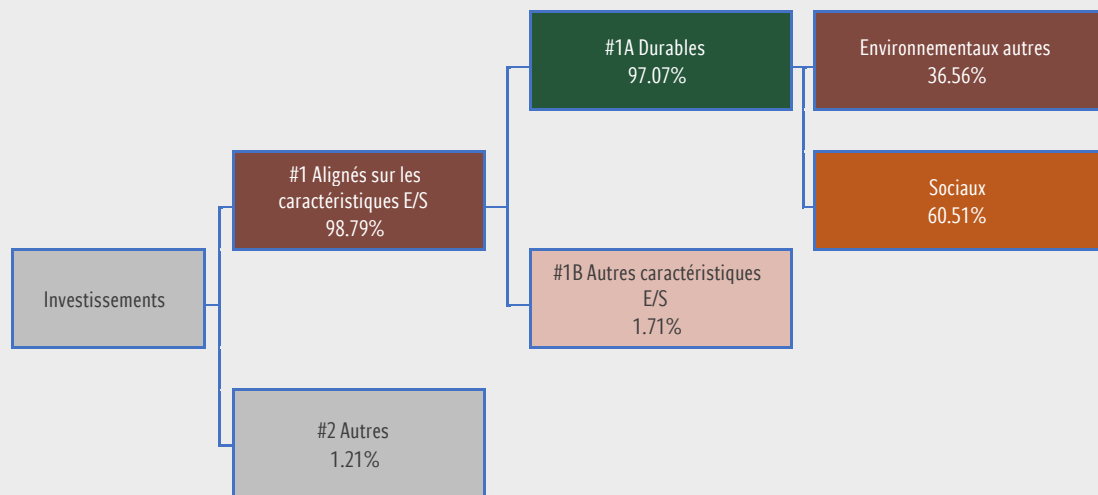 #1A Durables
97.07%
Environnementaux autres
36.56%
#1 Alignés sur les
caractéristiques E/S
98.79%
Sociaux
60.51%
Investissements
#1B Autres caractéristiques
E/S
1.71%
#2 Autres
1.21%